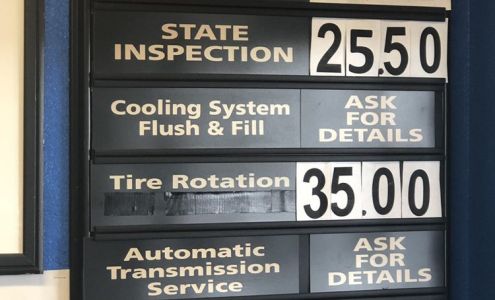 STATE
INSPECTION
25.50
Cooling System
Flush & Fill
ASK
FOR
DETAILS
Tire Rotation
35.00
Automatic
Transmission
Service
ASK
FOR
DETAILS